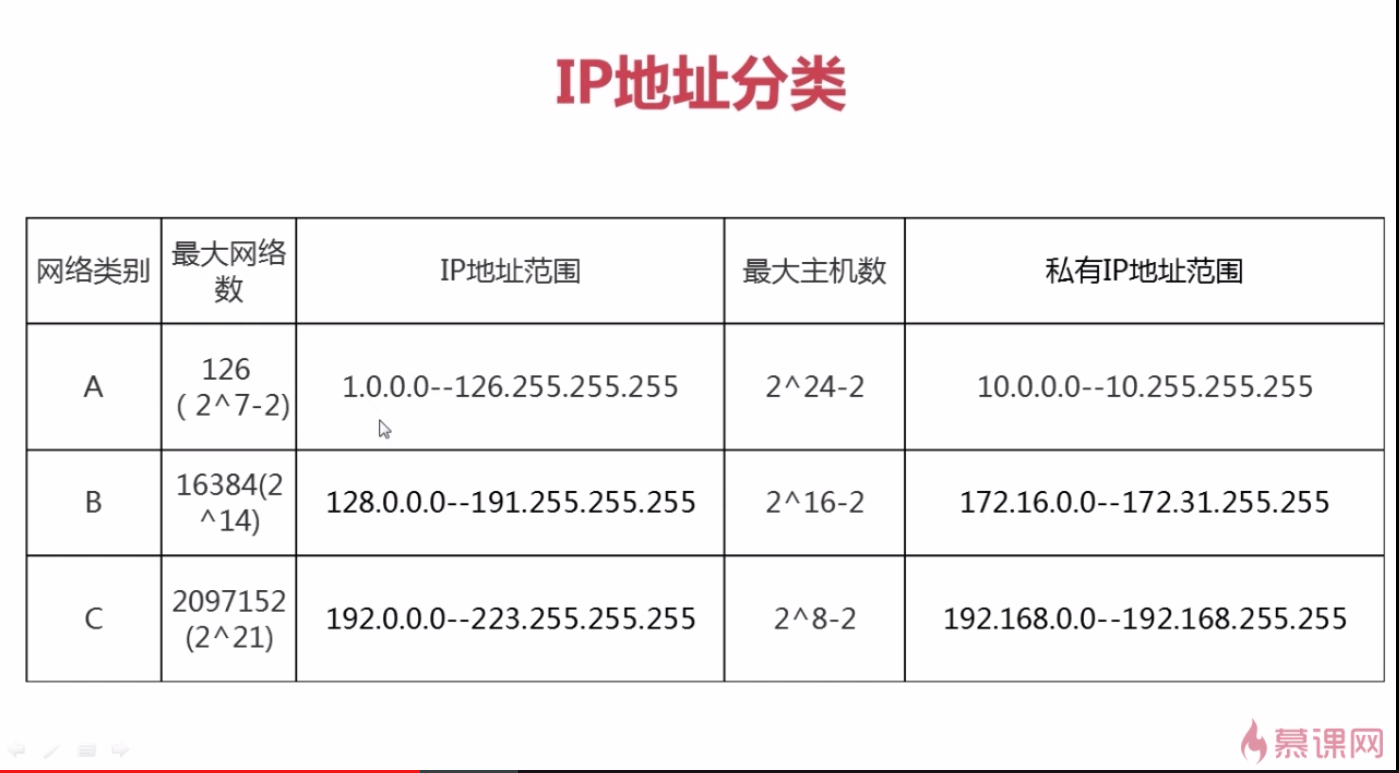 IP地址分类
网络类别
最大网络
数
IP地址范围
最大主机数
私有IP地址范围
A
126
( 2^7-2)
1.0.0.0--126.255.255.255
2^24-2
10.0.0.0--10.255.255.255
B
16384(2
^14)
128.0.0.0--191.255.255.255
2^16-2
172.16.0.0--172.31.255.255
C
2097152
(2^21)
192.0.0.0--223.255.255.255
2^8-2
192.168.0.0--192.168.255.255
慕课网